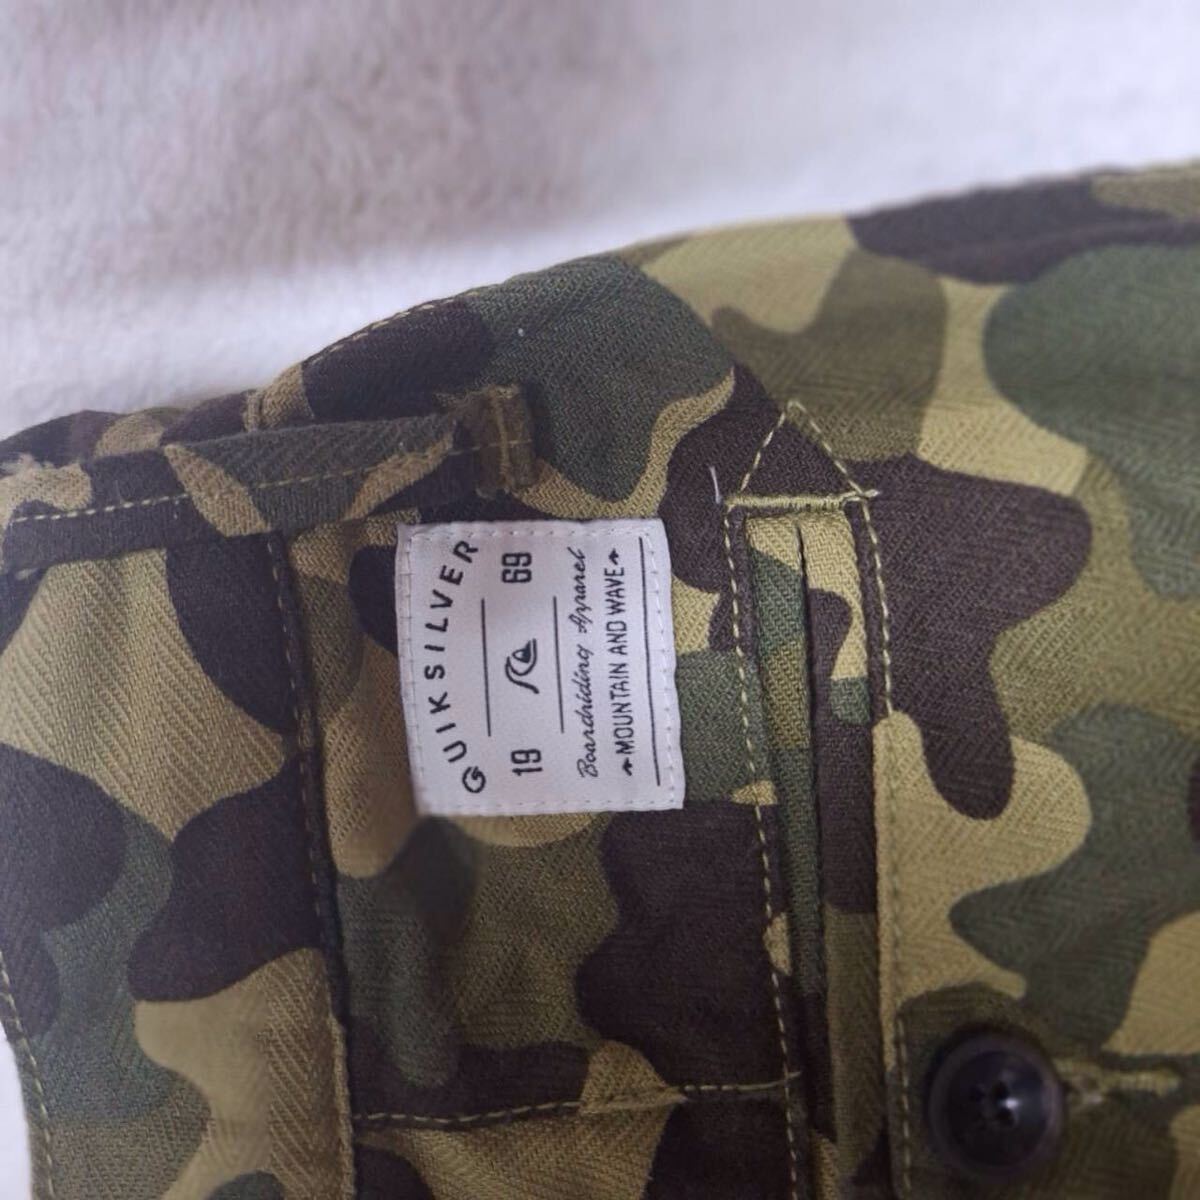 QUIKSILVER
19 69
Boardriding Apparel
MOUNTAIN AND WAVE